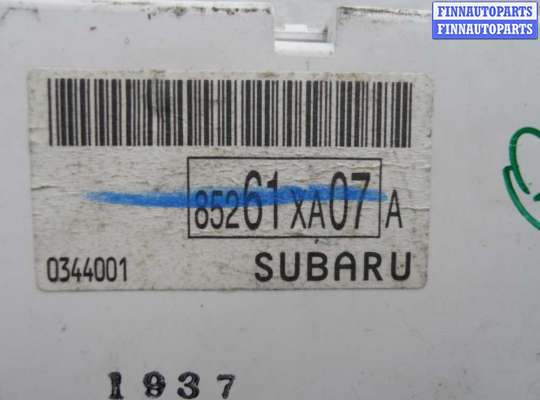 FINNAUTOPARTS
FINNAUTOPARTS
85261XA07A
0344001 SUBARU
1937